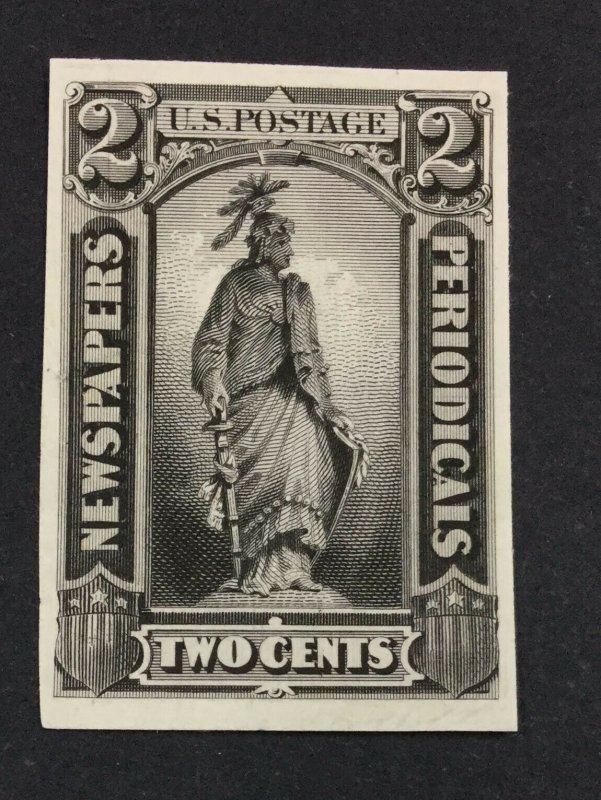 2 U.S.POSTAGE 2
NEWSPAPERS
PERIODICALS
TWO CENTS